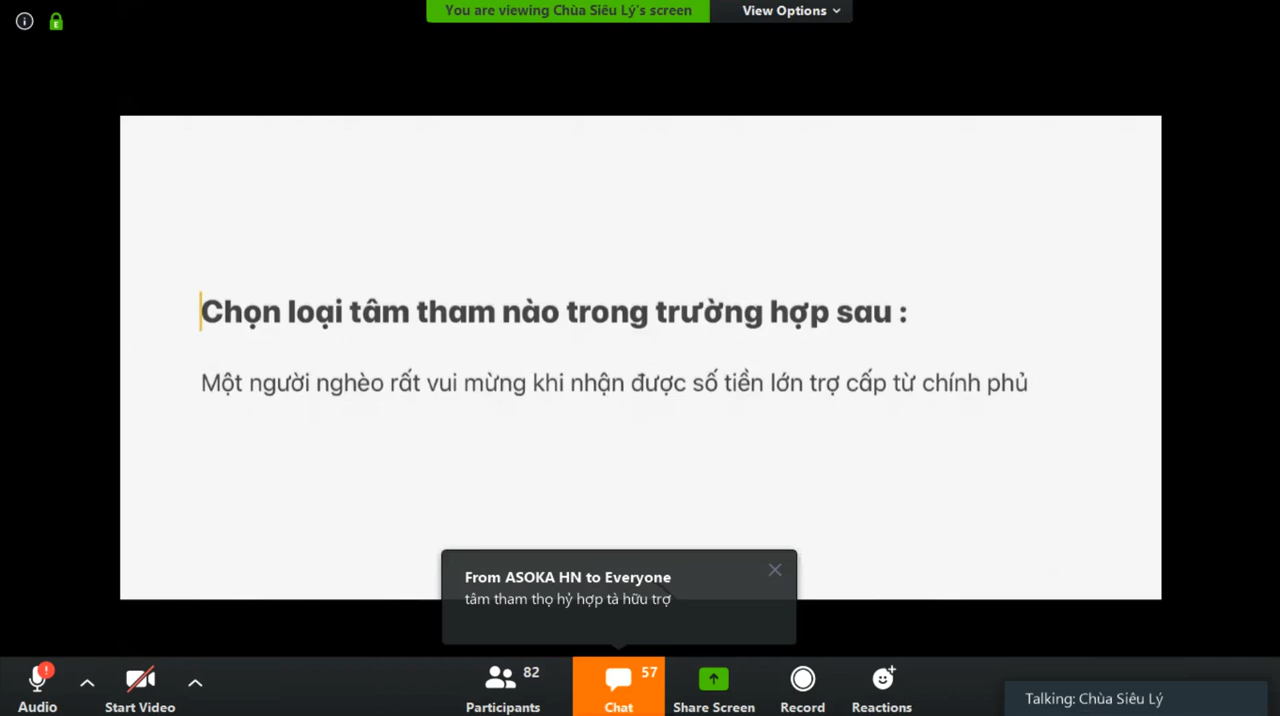 You are viewing Chùa Siêu Lý's screen
View Options
E
Chọn loại tâm tham nào trong trường hợp sau :
Một người nghèo rất vui mừng khi nhận được số tiền lớn trợ cấp từ chính phủ
From ASOKA HN to Everyone
tâm tham thọ hỷ hợp tà hữu trợ
82
57
Audio
Start Video
Participants
Chat
Share Screen
Record
Reactions
Talking: Chùa Siêu Lý